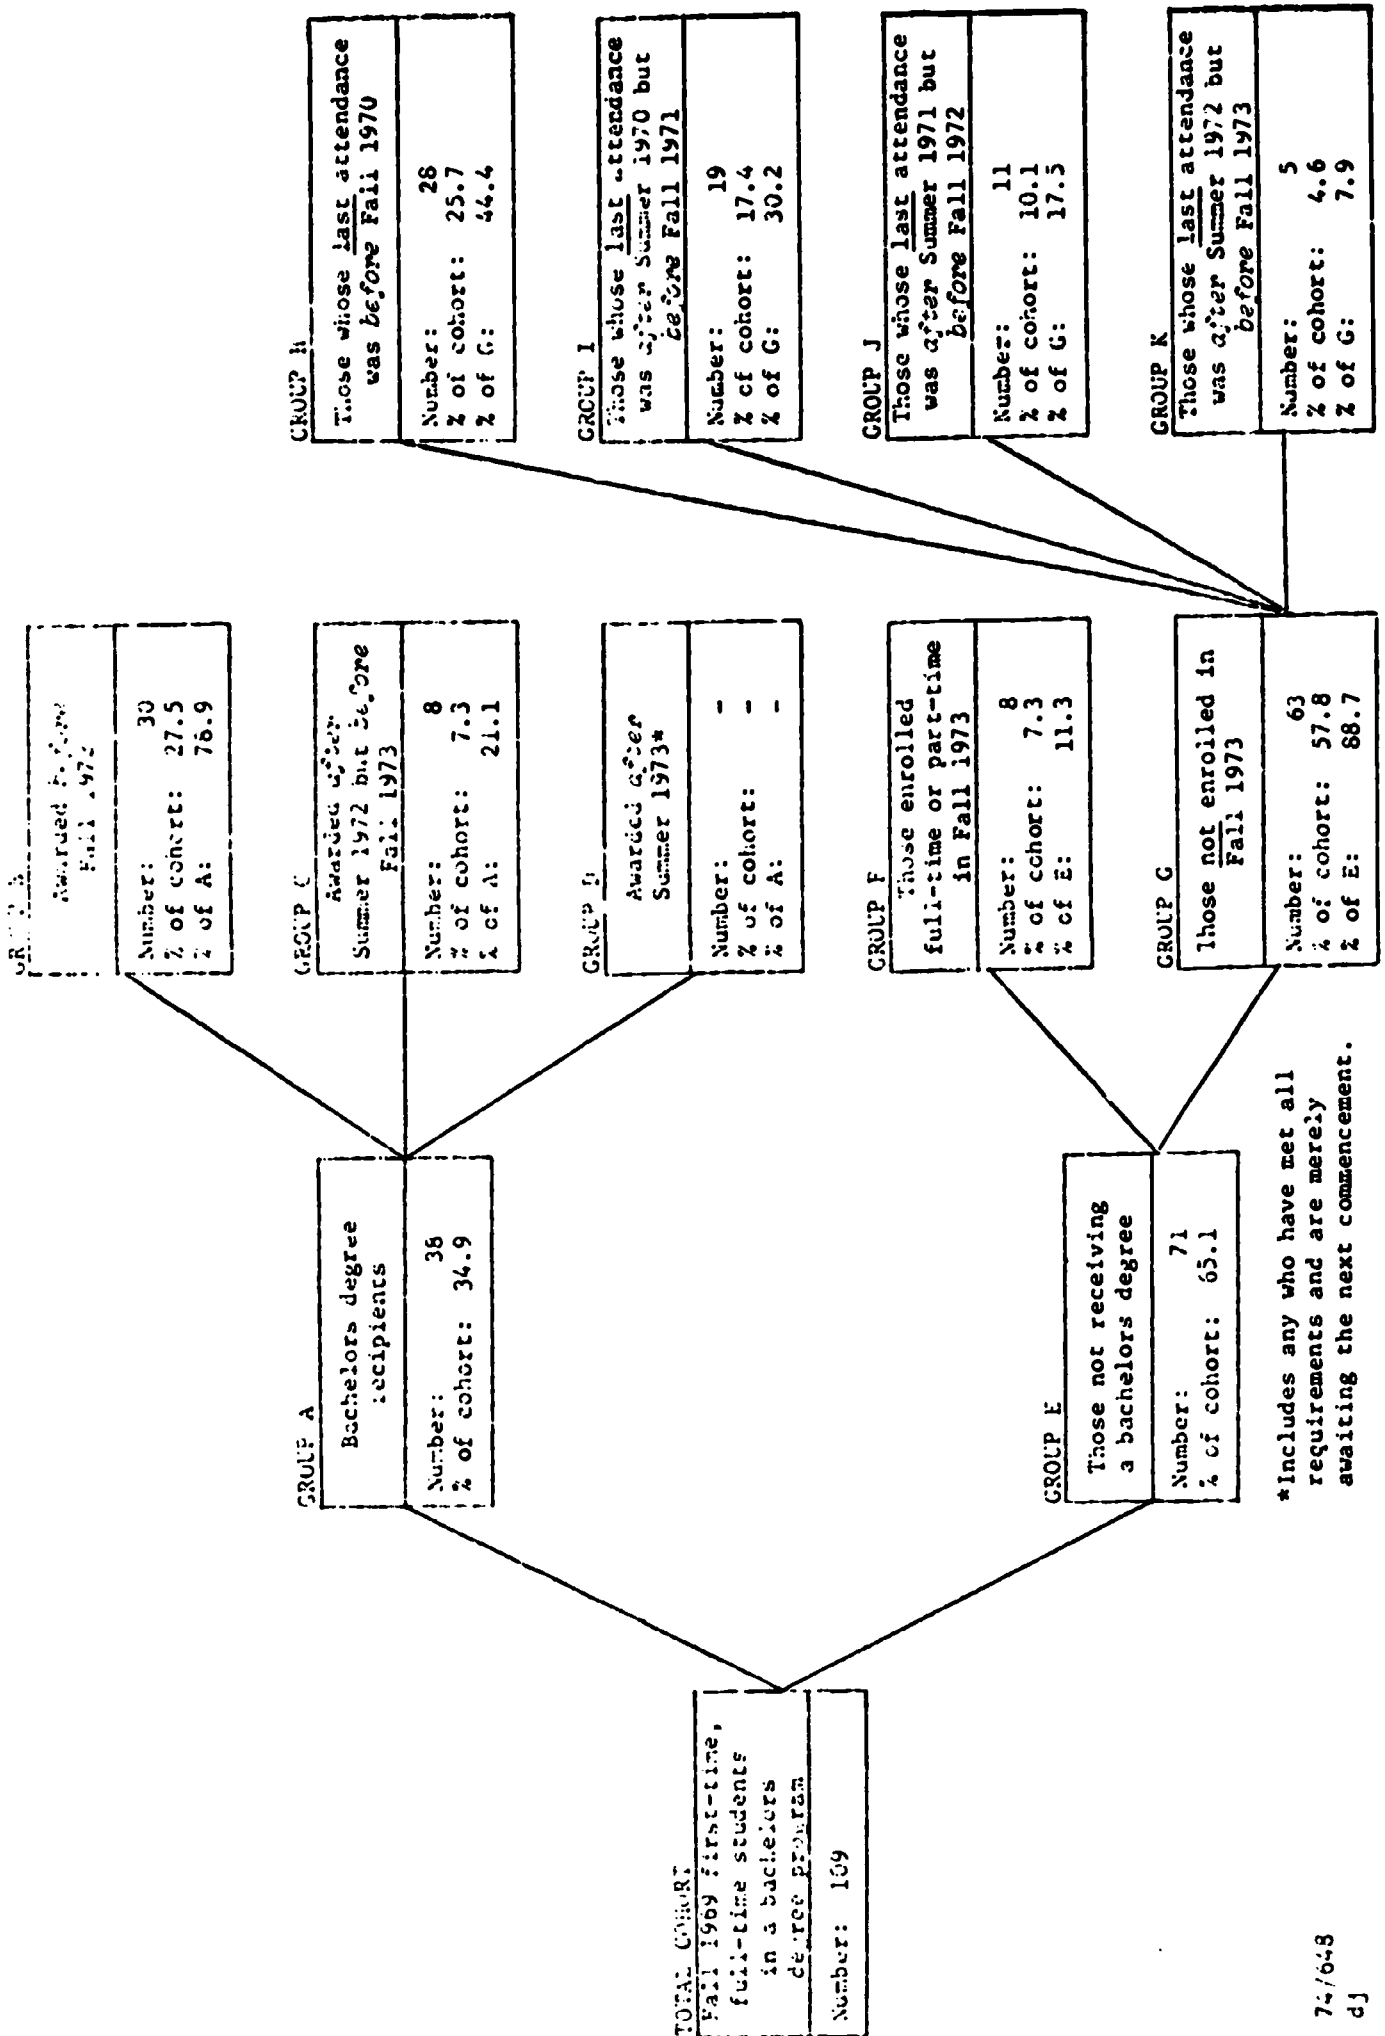 TOTAL COHORT
Fall 1969 first-time,
full-time students
in a bachelors
degree program
Number: 109
GROUP A
Bachelors degree
recipients
Number: 38
% of cohort: 34.9
GROUP E
Those not receiving
a bachelors degree
Number: 71
% of cohort: 65.1
*Includes any who have met all
requirements and are merely
awaiting the next commencement.
Awarded before
Fall 1972
Number: 30
% of cohort: 27.5
% of A: 78.9
GROUP C
Awarded after
Summer 1972 but before
Fall 1973
Number: 8
% of cohort: 7.3
% of A: 21.1
GROUP D
Awarded after
Summer 1973*
Number: -
% of cohort: -
% of A: -
GROUP F
Those enrolled
full-time or part-time
in Fall 1973
Number: 8
% of cohort: 7.3
% of E: 11.3
GROUP G
Those not enrolled in
Fall 1973
Number: 63
% of cohort: 57.8
% of E: 88.7
GROUP H
Those whose last attendance
was before Fall 1970
Number: 28
% of cohort: 25.7
% of G: 44.4
GROUP I
Those whose last attendance
was after Summer 1970 but
before Fall 1971
Number: 19
% of cohort: 17.4
% of G: 30.2
GROUP J
Those whose last attendance
was after Summer 1971 but
before Fall 1972
Number: 11
% of cohort: 10.1
% of G: 17.5
GROUP K
Those whose last attendance
was after Summer 1972 but
before Fall 1973
Number: 5
% of cohort: 4.6
% of G: 7.9
dj